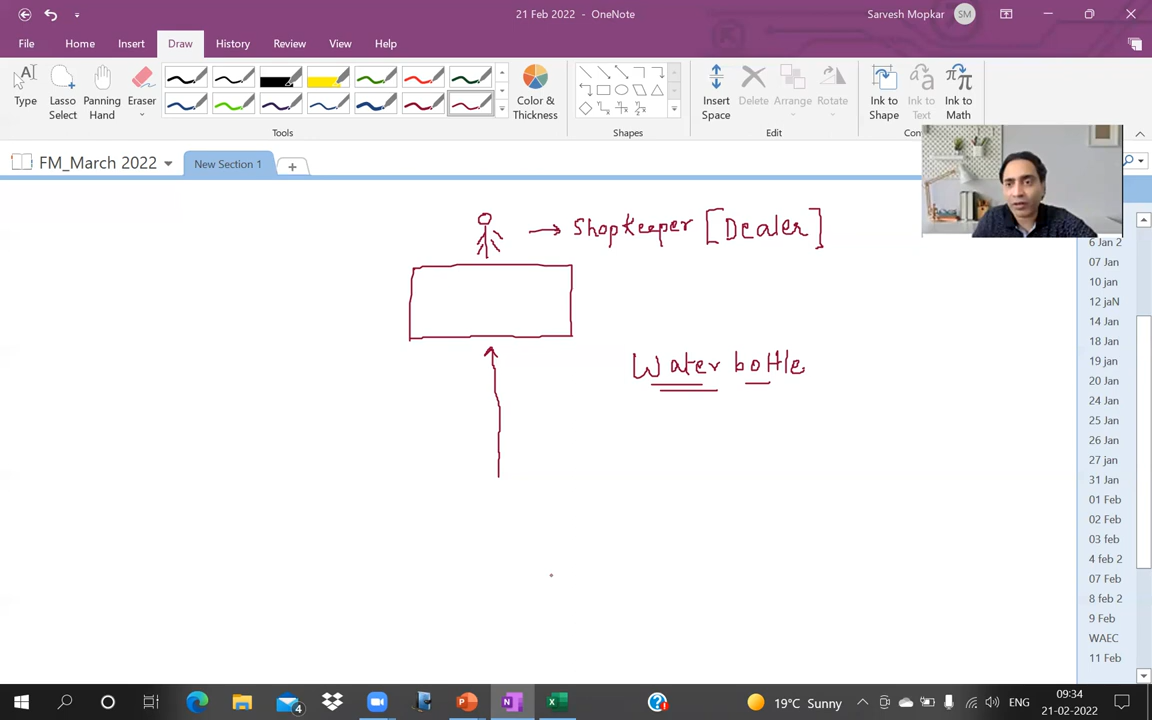 21 Feb 2022 - OneNote
Sarvesh Mopkar SM
File Home Insert Draw History Review View Help
Type Lasso Select Panning Hand Eraser
Color & Thickness
Insert Space Delete Arrange Rotate
Ink to Shape Ink to Text Ink to Math
Tools Shapes Edit
FM_March 2022 New Section 1
Shopkeeper [Dealer]
Water bottle
6 Jan 2
07 Jan
10 jan
12 jaN
14 Jan
18 Jan
19 jan
20 Jan
24 Jan
25 Jan
26 Jan
27 jan
31 Jan
01 Feb
02 Feb
03 feb
4 feb 2
07 Feb
8 feb 2
9 Feb
WAEC
11 Feb
4 19°C Sunny ENG 09:34
21-02-2022